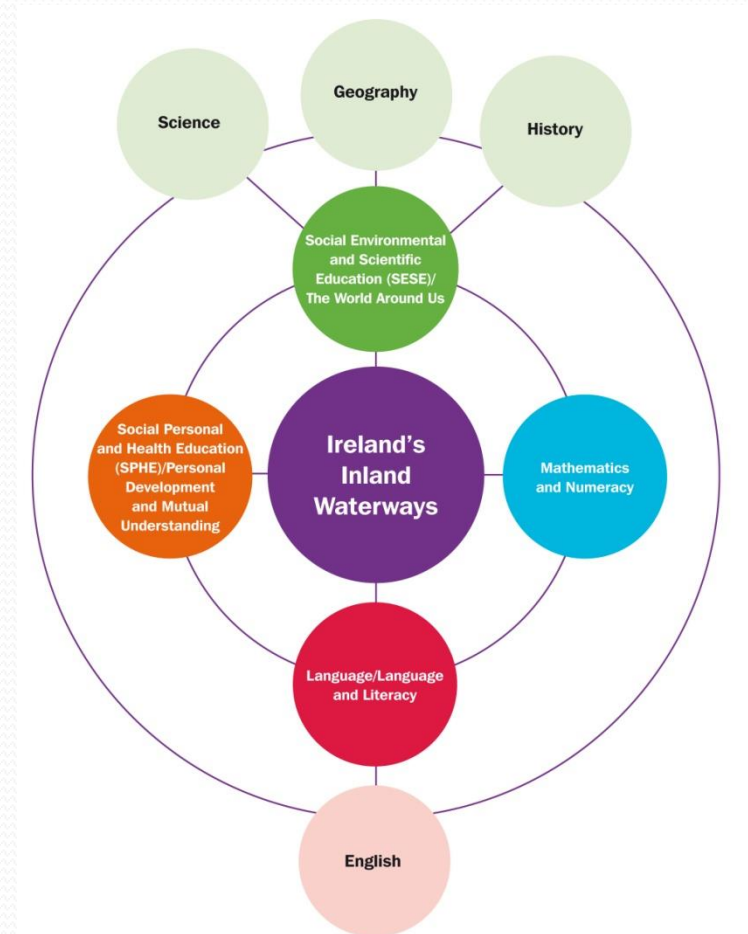 Geography
Science
History
Social Environmental
and Scientific
Education (SESE)/
The World Around Us
Social Personal
and Health Education
(SPHE)/Personal
Development
and Mutual
Understanding
Ireland's
Inland
Waterways
Mathematics
and Numeracy
Language/Language
and Literacy
English